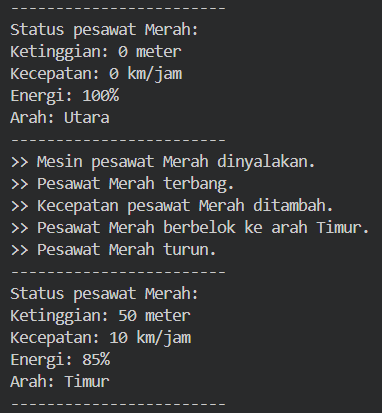 ------------------------
Status pesawat Merah:
Ketinggian: 0 meter
Kecepatan: 0 km/jam
Energi: 100%
Arah: Utara
------------------------
>> Mesin pesawat Merah dinyalakan.
>> Pesawat Merah terbang.
>> Kecepatan pesawat Merah ditambah.
>> Pesawat Merah berbelok ke arah Timur.
>> Pesawat Merah turun.
------------------------
Status pesawat Merah:
Ketinggian: 50 meter
Kecepatan: 10 km/jam
Energi: 85%
Arah: Timur
------------------------